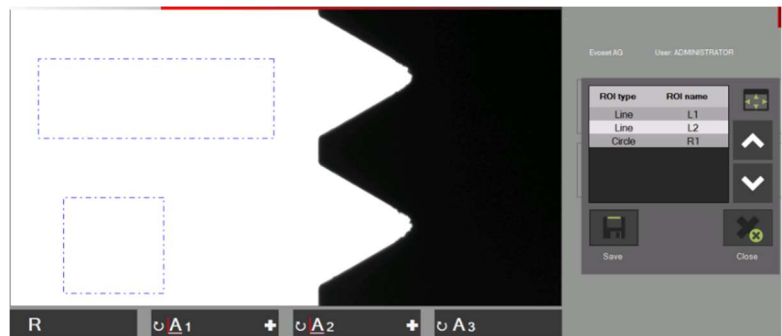 Evoset AG User: ADMINISTRATOR
ROI type ROI name
Line L1
Line L2
Circle R1
Save Close
R A1 A2 A3